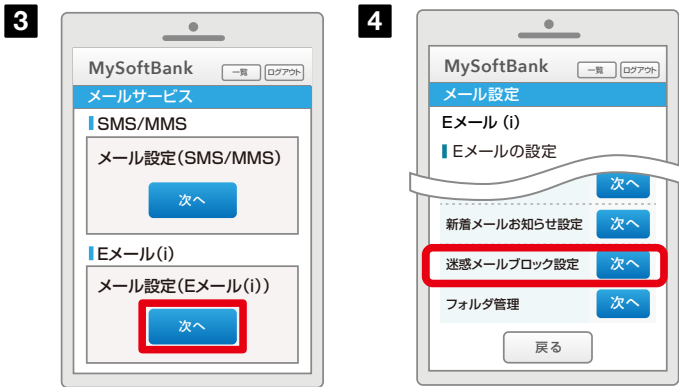 3
MySoftBank
一覧
ログアウト
メールサービス
SMS/MMS
メール設定(SMS/MMS)
次へ
Eメール(i)
メール設定(Eメール(i))
次へ
4
MySoftBank
一覧
ログアウト
メール設定
Eメール (i)
Eメールの設定
次へ
新着メールお知らせ設定 次へ
迷惑メールブロック設定 次へ
フォルダ管理 次へ
戻る